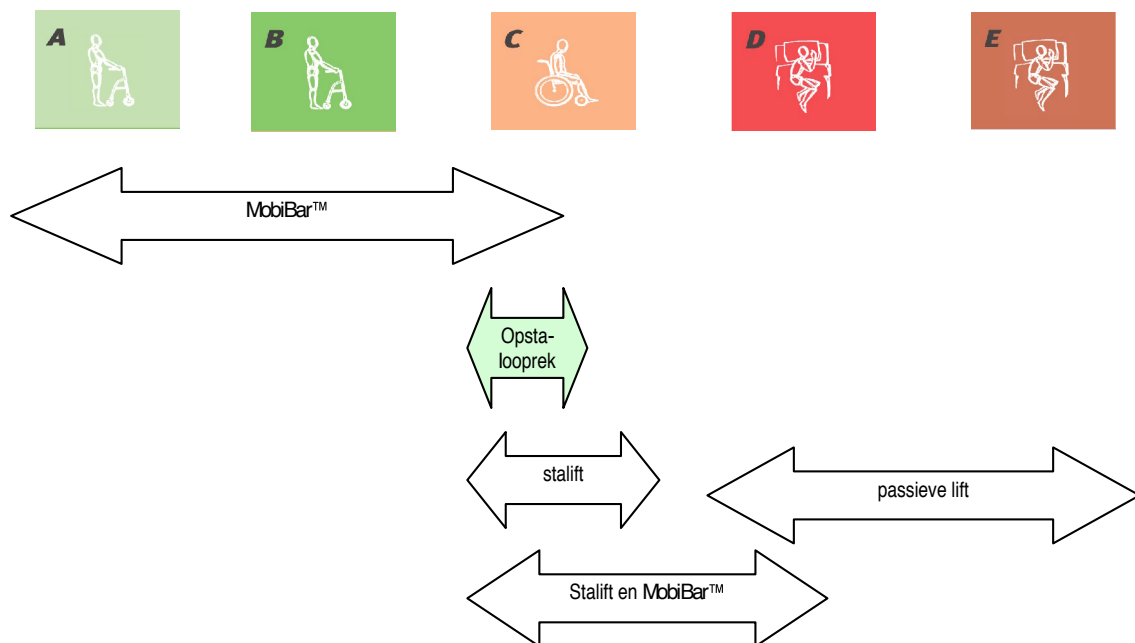 A
B
C
D
E
MobiBar™
Opsta-
looprek
stalift
passieve lift
Stalift en MobiBar™